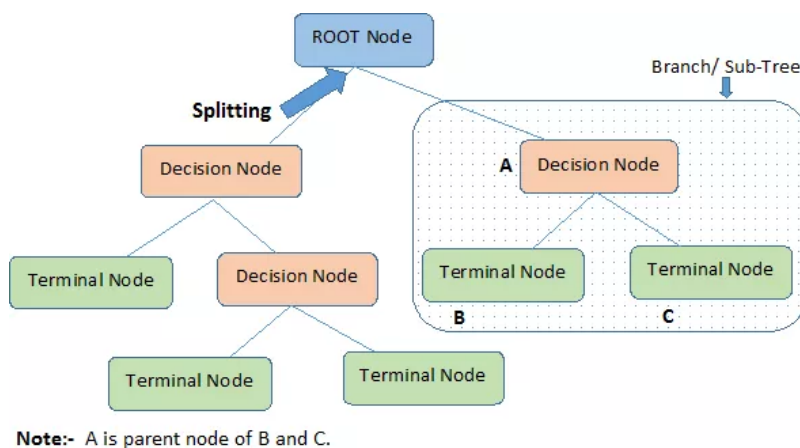 ROOT Node
Branch/ Sub-Tree
Splitting
Decision Node
A
Decision Node
Terminal Node
Decision Node
Terminal Node
Terminal Node
B
C
Terminal Node
Terminal Node
Note:- A is parent node of B and C.